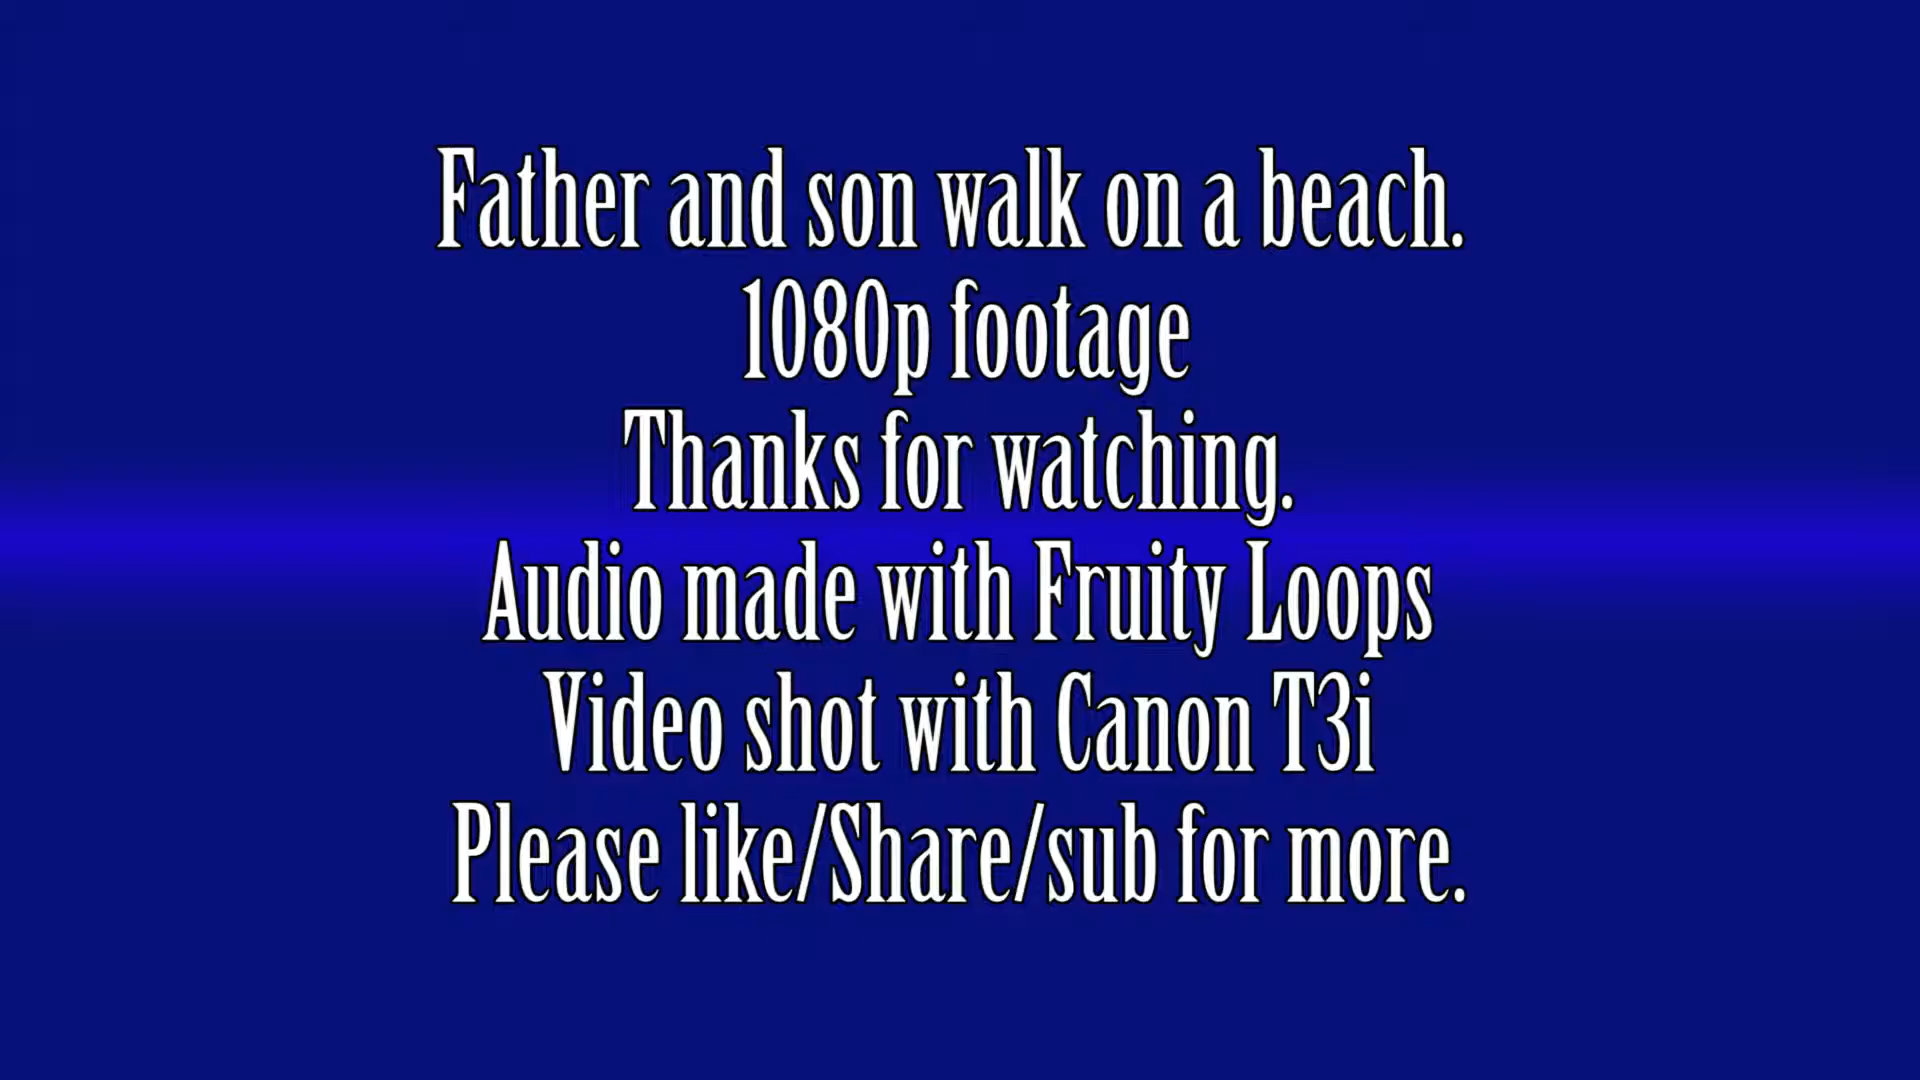 Father and son walk on a beach.
1080p footage
Thanks for watching.
Audio made with Fruity Loops
Video shot with Canon T3i
Please like/Share/sub for more.